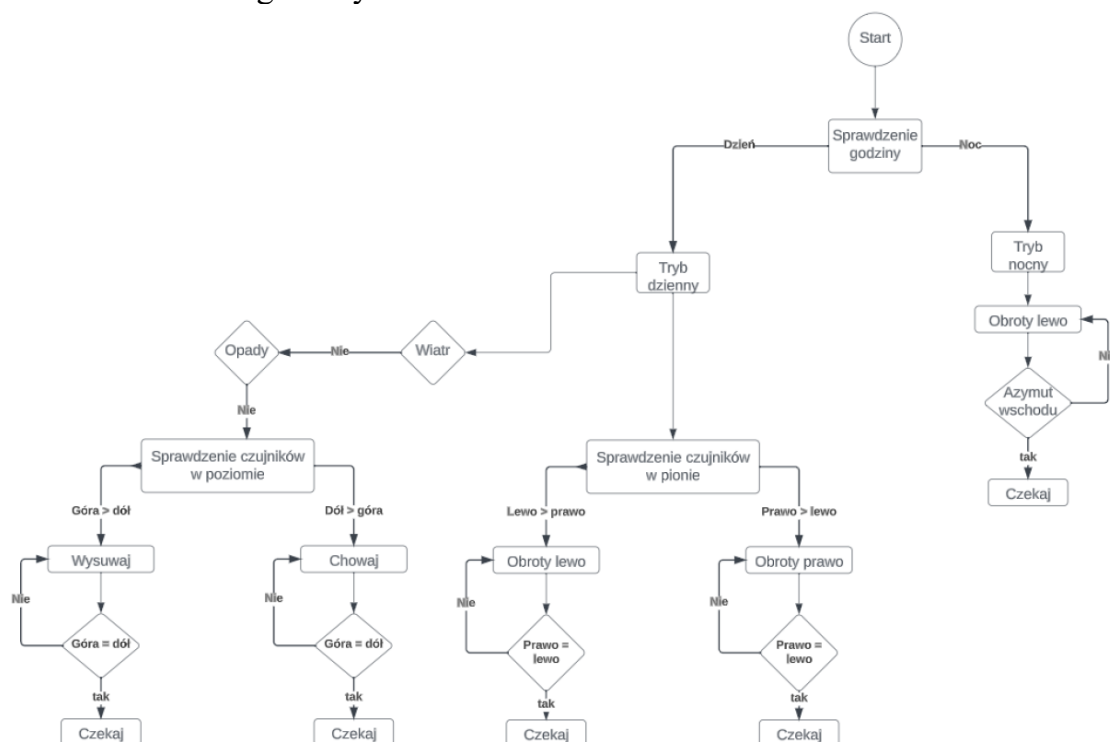 Start
Sprawdzenie
godziny
Dzień
Noc
Tryb
dzienny
Tryb
nocny
Obroty lewo
Opady
Nie
Wiatr
Azymut
wschodu
Nie
tak
Sprawdzenie czujników
w poziomie
Sprawdzenie czujników
w pionie
Czekaj
Góra > dół
Dół > góra
Lewo > prawo
Prawo > lewo
Wysuwaj
Chowaj
Obroty lewo
Obroty prawo
Nie
Nie
Nie
Nie
Góra = dół
Góra = dół
Prawo =
lewo
Prawo =
lewo
tak
tak
tak
tak
Czekaj
Czekaj
Czekaj
Czekaj